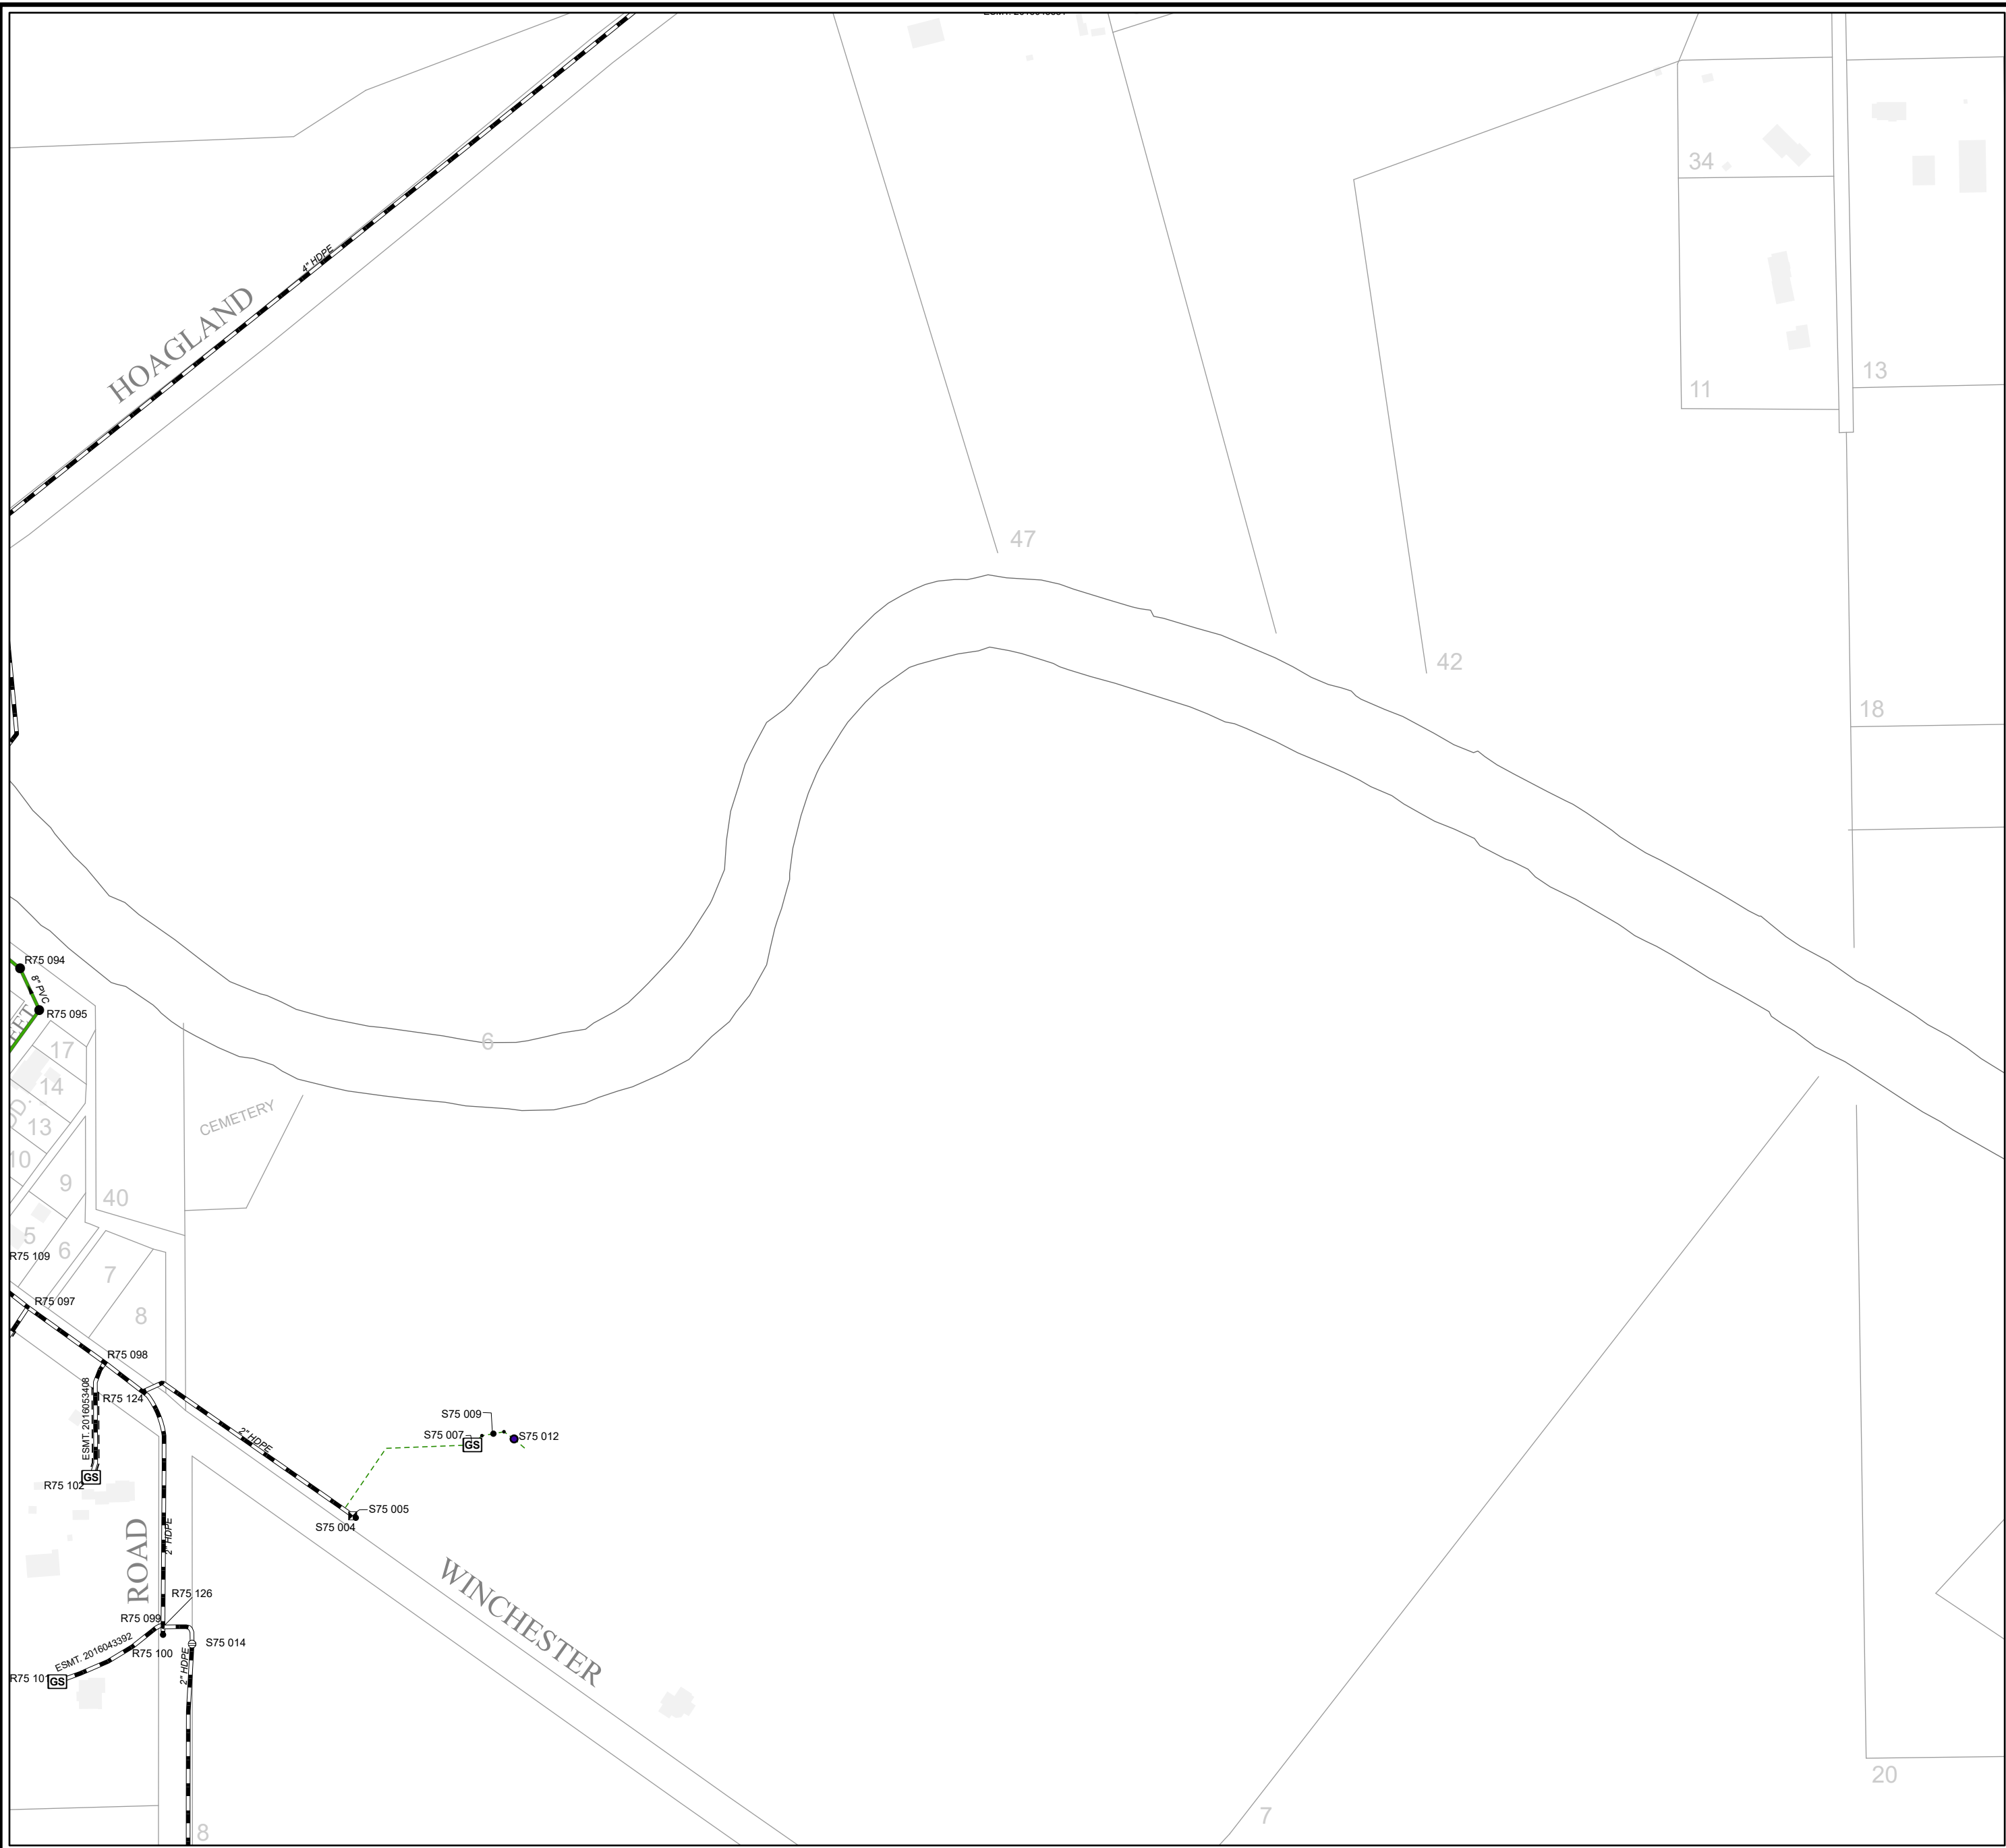 34
4" HDPE
HOAGLAND
13
11
47
42
18
R75 094
8" PVC
R75 095
6
17
14
CEMETERY
13
10
9
40
5
6
R75 109
7
R75 097
8
R75 098
ESMT. 2016053408
R75 124
S75 009
2" HDPE
S75 007
GS
S75 012
GS
R75 102
S75 005
S75 004
ROAD
2" HDPE
WINCHESTER
R75 126
R75 099
ESMT. 2016043392
S75 014
R75 100
2" HDPE
R75 101
GS
20
7
8